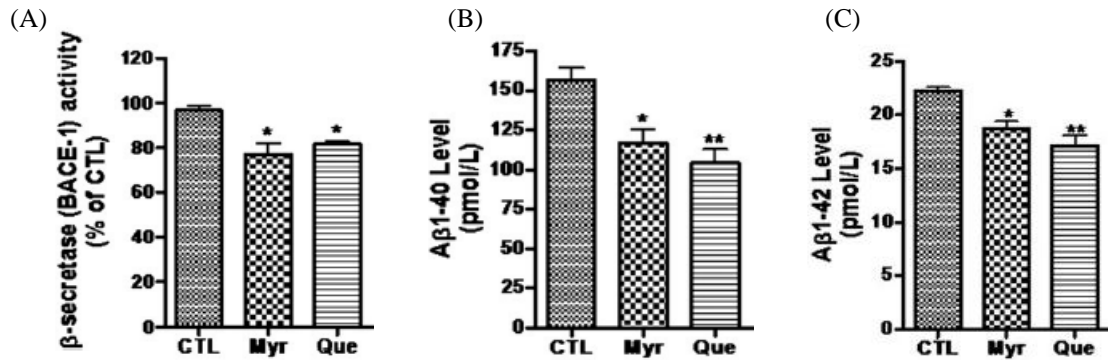 (A)
β-secretase (BACE-1) activity
(% of CTL)
120
100
80
60
40
20
0
*
*
CTL Myr Que
(B)
Aβ1-40 Level
(pmol/L)
175
150
125
100
75
50
25
0
*
**
CTL Myr Que
(C)
Aβ1-42 Level
(pmol/L)
25
20
15
10
5
0
*
**
CTL Myr Que